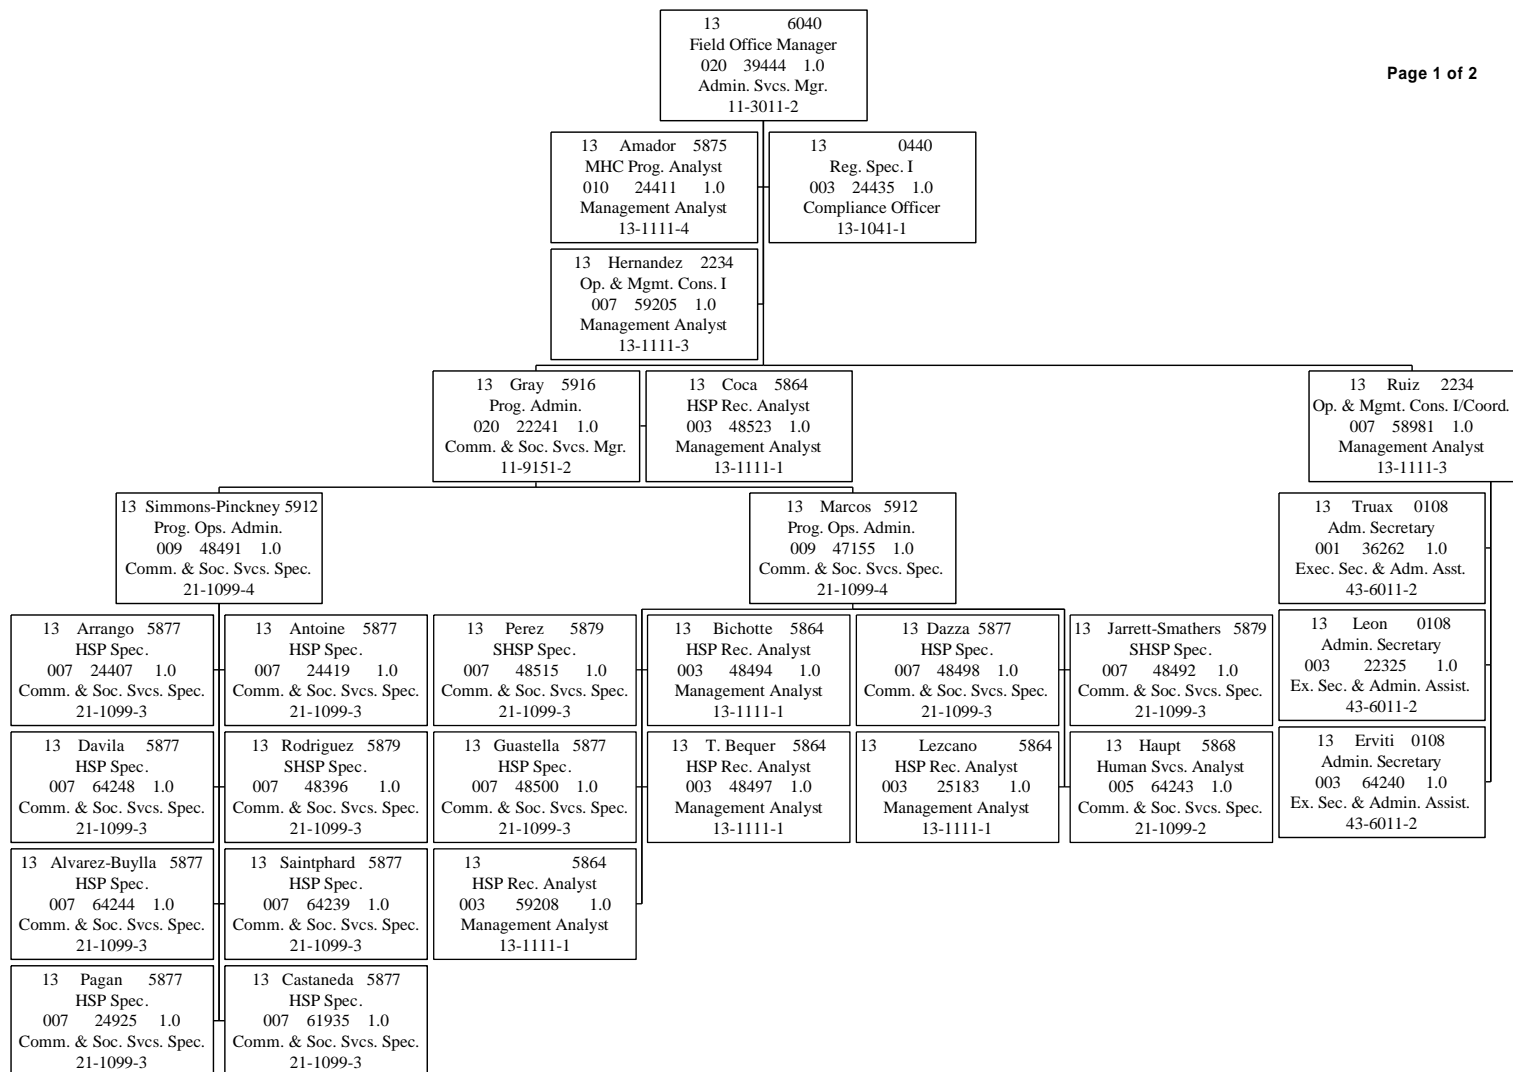 Page 1 of 2
13 6040
Field Office Manager
020 39444 1.0
Admin. Svcs. Mgr.
11-3011-2
13 Amador 5875
MHC Prog. Analyst
010 24411 1.0
Management Analyst
13-1111-4
13 0440
Reg. Spec. I
003 24435 1.0
Compliance Officer
13-1041-1
13 Hernandez 2234
Op. & Mgmt. Cons. I
007 59205 1.0
Management Analyst
13-1111-3
13 Gray 5916
Prog. Admin.
020 22241 1.0
Comm. & Soc. Svcs. Mgr.
11-9151-2
13 Coca 5864
HSP Rec. Analyst
003 48523 1.0
Management Analyst
13-1111-1
13 Ruiz 2234
Op. & Mgmt. Cons. I/Coord.
007 58981 1.0
Management Analyst
13-1111-3
13 Simmons-Pinckney 5912
Prog. Ops. Admin.
009 48491 1.0
Comm. & Soc. Svcs. Spec.
21-1099-4
13 Marcos 5912
Prog. Ops. Admin.
009 47155 1.0
Comm. & Soc. Svcs. Spec.
21-1099-4
13 Truax 0108
Adm. Secretary
001 36262 1.0
Exec. Sec. & Adm. Asst.
43-6011-2
13 Arrango 5877
HSP Spec.
007 24407 1.0
Comm. & Soc. Svcs. Spec.
21-1099-3
13 Antoine 5877
HSP Spec.
007 24419 1.0
Comm. & Soc. Svcs. Spec.
21-1099-3
13 Perez 5879
SHSP Spec.
007 48515 1.0
Comm. & Soc. Svcs. Spec.
21-1099-3
13 Bichotte 5864
HSP Rec. Analyst
003 48494 1.0
Management Analyst
13-1111-1
13 Dazza 5877
HSP Spec.
007 48498 1.0
Comm. & Soc. Svcs. Spec.
21-1099-3
13 Jarrett-Smathers 5879
SHSP Spec.
007 48492 1.0
Comm. & Soc. Svcs. Spec.
21-1099-3
13 Leon 0108
Admin. Secretary
003 22325 1.0
Ex. Sec. & Admin. Assist.
43-6011-2
13 Davila 5877
HSP Spec.
007 64248 1.0
Comm. & Soc. Svcs. Spec.
21-1099-3
13 Rodriguez 5879
SHSP Spec.
007 48396 1.0
Comm. & Soc. Svcs. Spec.
21-1099-3
13 Guastella 5877
HSP Spec.
007 48500 1.0
Comm. & Soc. Svcs. Spec.
21-1099-3
13 T. Bequer 5864
HSP Rec. Analyst
003 48497 1.0
Management Analyst
13-1111-1
13 Lezcano 5864
HSP Rec. Analyst
003 25183 1.0
Management Analyst
13-1111-1
13 Haupt 5868
Human Svcs. Analyst
005 64243 1.0
Comm. & Soc. Svcs. Spec.
21-1099-2
13 Erviti 0108
Admin. Secretary
003 64240 1.0
Ex. Sec. & Admin. Assist.
43-6011-2
13 Alvarez-Buylla 5877
HSP Spec.
007 64244 1.0
Comm. & Soc. Svcs. Spec.
21-1099-3
13 Saintphard 5877
HSP Spec.
007 64239 1.0
Comm. & Soc. Svcs. Spec.
21-1099-3
13 5864
HSP Rec. Analyst
003 59208 1.0
Management Analyst
13-1111-1
13 Pagan 5877
HSP Spec.
007 24925 1.0
Comm. & Soc. Svcs. Spec.
21-1099-3
13 Castaneda 5877
HSP Spec.
007 61935 1.0
Comm. & Soc. Svcs. Spec.
21-1099-3